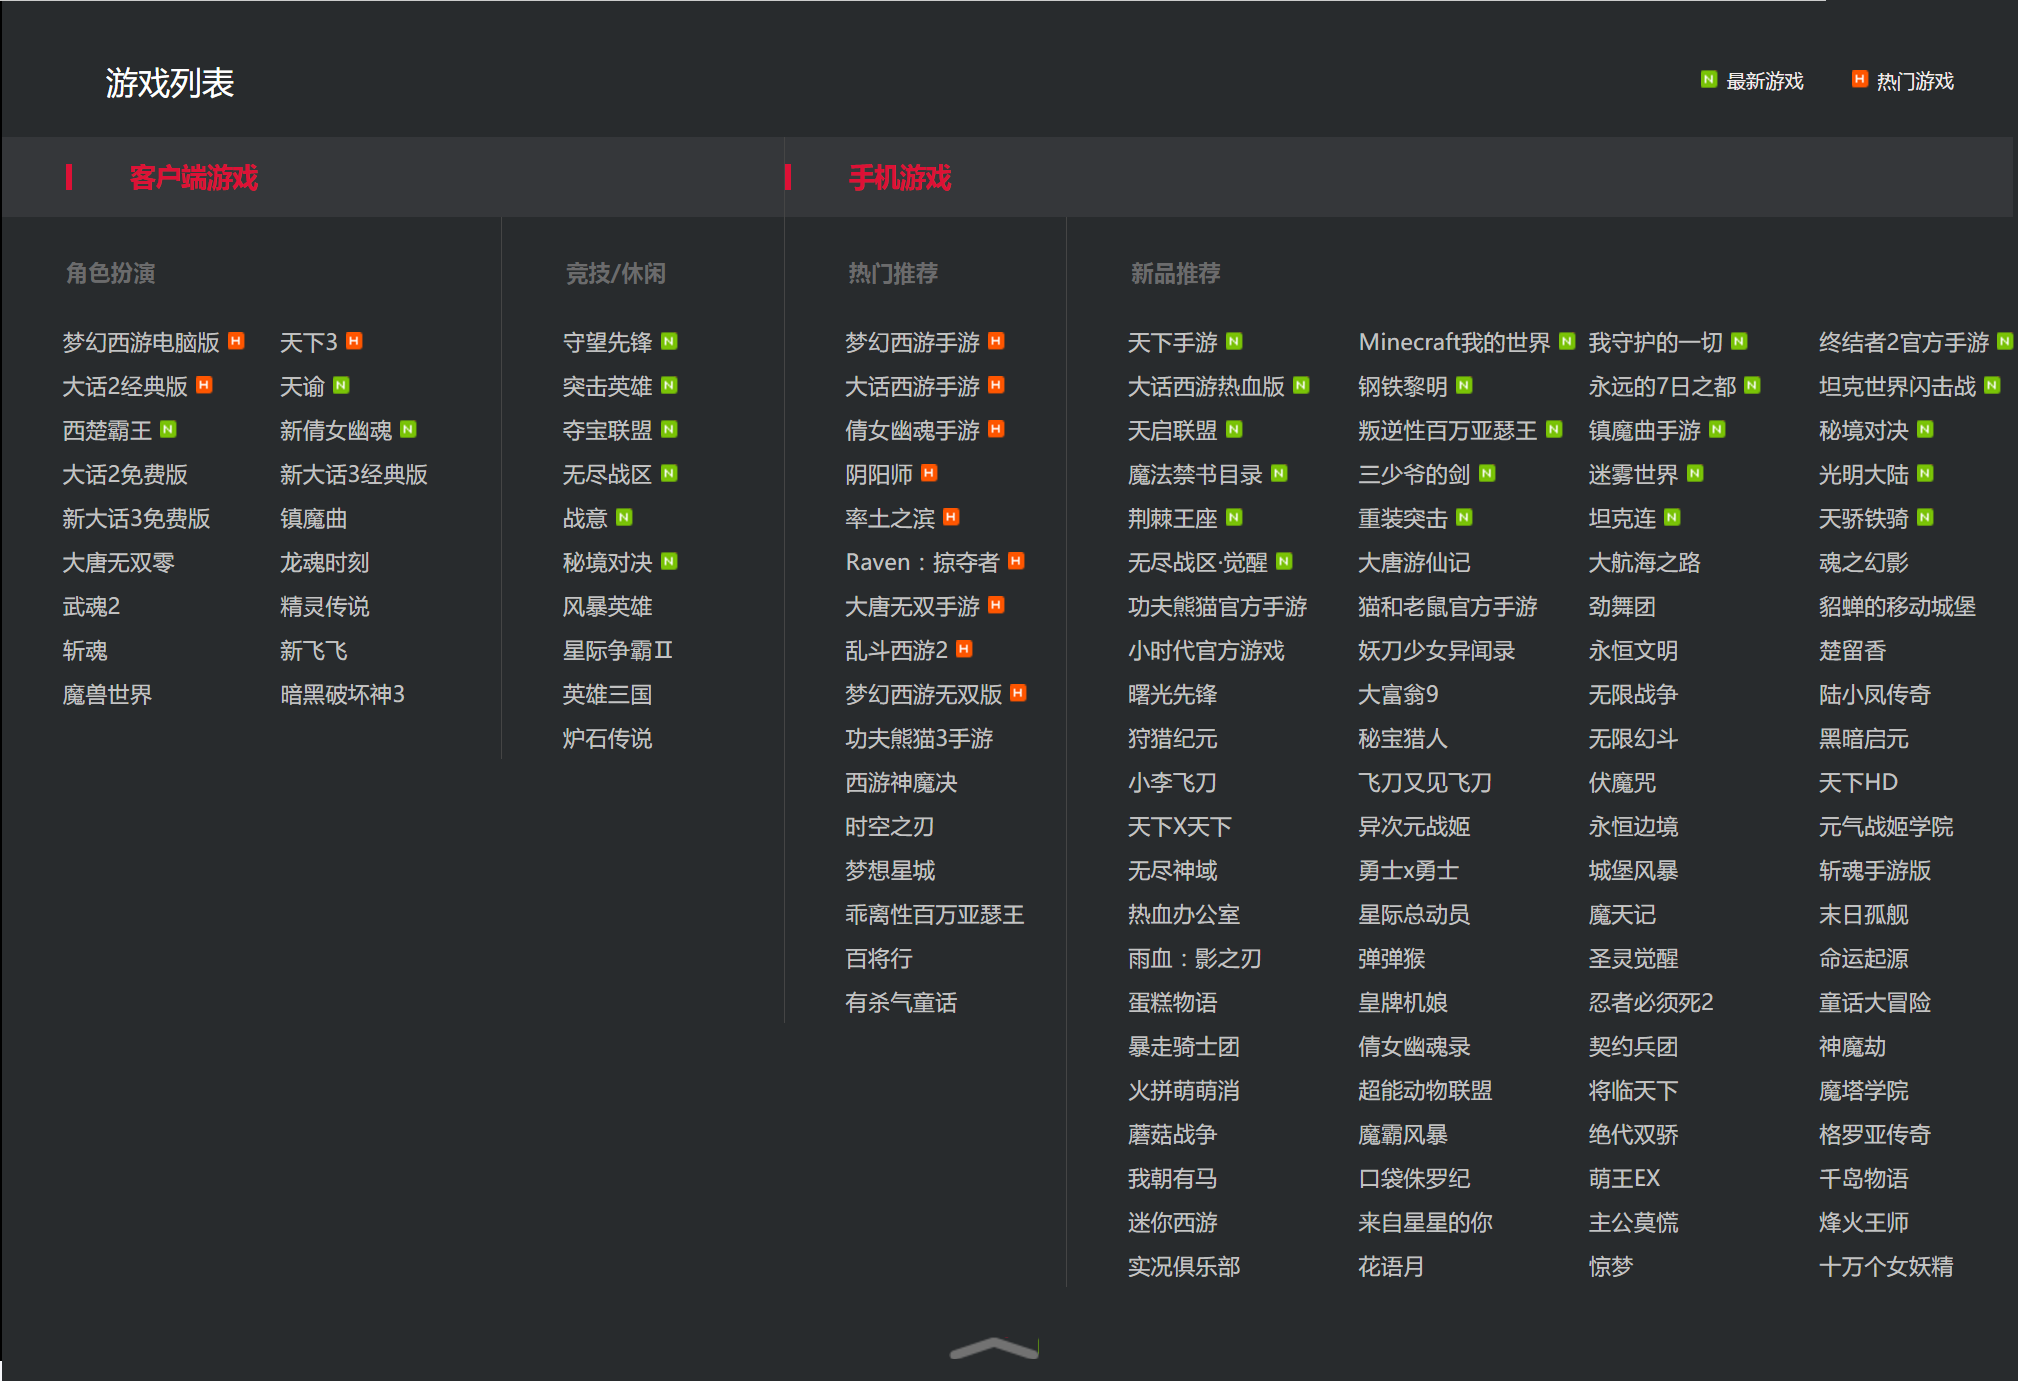 游戏列表
N 最新游戏 H 热门游戏
客户端游戏
角色扮演
梦幻西游电脑版 H 天下3 H
大话2经典版 H 天谕 N
西楚霸王 N 新倩女幽魂 N
大话2免费版 新大话3经典版
新大话3免费版 镇魔曲
大唐无双零 龙魂时刻
武魂2 精灵传说
斩魂 新飞飞
魔兽世界 暗黑破坏神3
竞技/休闲
守望先锋 N
突击英雄 N
夺宝联盟 N
无尽战区 N
战意 N
秘境对决 N
风暴英雄
星际争霸Ⅱ
英雄三国
炉石传说
手机游戏
热门推荐
梦幻西游手游 H
大话西游手游 H
倩女幽魂手游 H
阴阳师 H
率土之滨 H
Raven：掠夺者 H
大唐无双手游 H
乱斗西游2 H
梦幻西游无双版 H
功夫熊猫3手游
西游神魔决
时空之刃
梦想星城
乖离性百万亚瑟王
百将行
有杀气童话
新品推荐
天下手游 N Minecraft我的世界 N 我守护的一切 N 终结者2官方手游 N
大话西游热血版 N 钢铁黎明 N 永远的7日之都 N 坦克世界闪击战 N
天启联盟 N 叛逆性百万亚瑟王 N 镇魔曲手游 N 秘境对决 N
魔法禁书目录 N 三少爷的剑 N 迷雾世界 N 光明大陆 N
荆棘王座 N 重装突击 N 坦克连 N 天骄铁骑 N
无尽战区·觉醒 N 大唐游仙记 大航海之路 魂之幻影
功夫熊猫官方手游 猫和老鼠官方手游 劲舞团 貂蝉的移动城堡
小时代官方游戏 妖刀少女异闻录 永恒文明 楚留香
曙光先锋 大富翁9 无限战争 陆小凤传奇
狩猎纪元 秘宝猎人 无限幻斗 黑暗启元
小李飞刀 飞刀又见飞刀 伏魔咒 天下HD
天下X天下 异次元战姬 永恒边境 元气战姬学院
无尽神域 勇士x勇士 城堡风暴 斩魂手游版
热血办公室 星际总动员 魔天记 末日孤舰
雨血：影之刃 弹弹猴 圣灵觉醒 命运起源
蛋糕物语 皇牌机娘 忍者必须死2 童话大冒险
暴走骑士团 倩女幽魂录 契约兵团 神魔劫
火拼萌萌消 超能动物联盟 将临天下 魔塔学院
蘑菇战争 魔霸风暴 绝代双骄 格罗亚传奇
我朝有马 口袋侏罗纪 萌王EX 千岛物语
迷你西游 来自星星的你 主公莫慌 烽火王师
实况俱乐部 花语月 惊梦 十万个女妖精